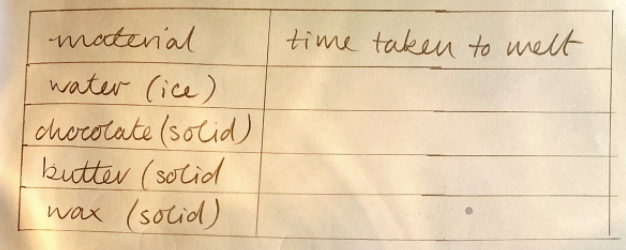 material time taken to melt
water (ice)
chocolate (solid)
butter (solid
wax (solid)